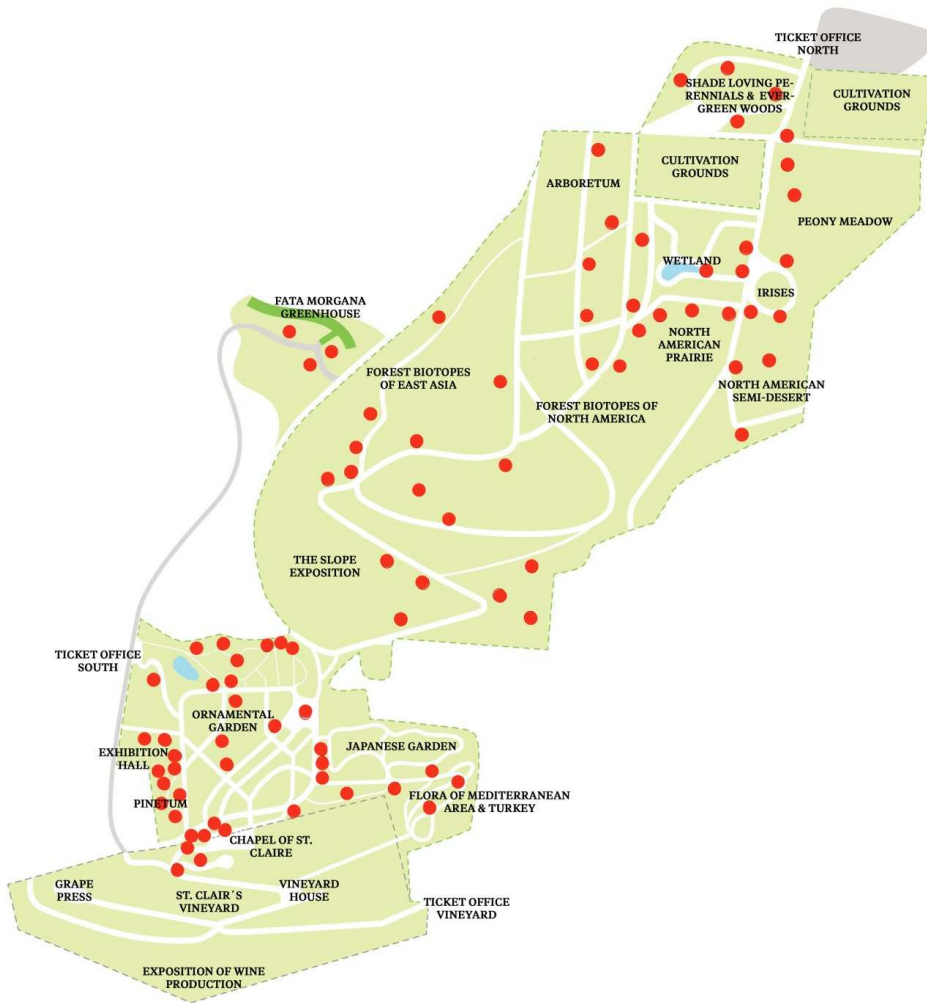 TICKET OFFICE
NORTH
SHADE LOVING PE-
RENNIALS & EVER-
GREEN WOODS
CULTIVATION
GROUNDS
CULTIVATION
GROUNDS
ARBORETUM
PEONY MEADOW
WETLAND
IRISES
FATA MORGANA
GREENHOUSE
NORTH
AMERICAN
PRAIRIE
FOREST BIOTOPES
OF EAST ASIA
NORTH AMERICAN
SEMI-DESERT
FOREST BIOTOPES OF
NORTH AMERICA
THE SLOPE
EXPOSITION
TICKET OFFICE
SOUTH
ORNAMENTAL
GARDEN
JAPANESE GARDEN
EXHIBITION
HALL
PINETUM
FLORA OF MEDITERRANEAN
AREA & TURKEY
CHAPEL OF ST.
CLAIRE
GRAPE
PRESS
ST. CLAIR´S
VINEYARD
VINEYARD
HOUSE
TICKET OFFICE
VINEYARD
EXPOSITION OF WINE
PRODUCTION